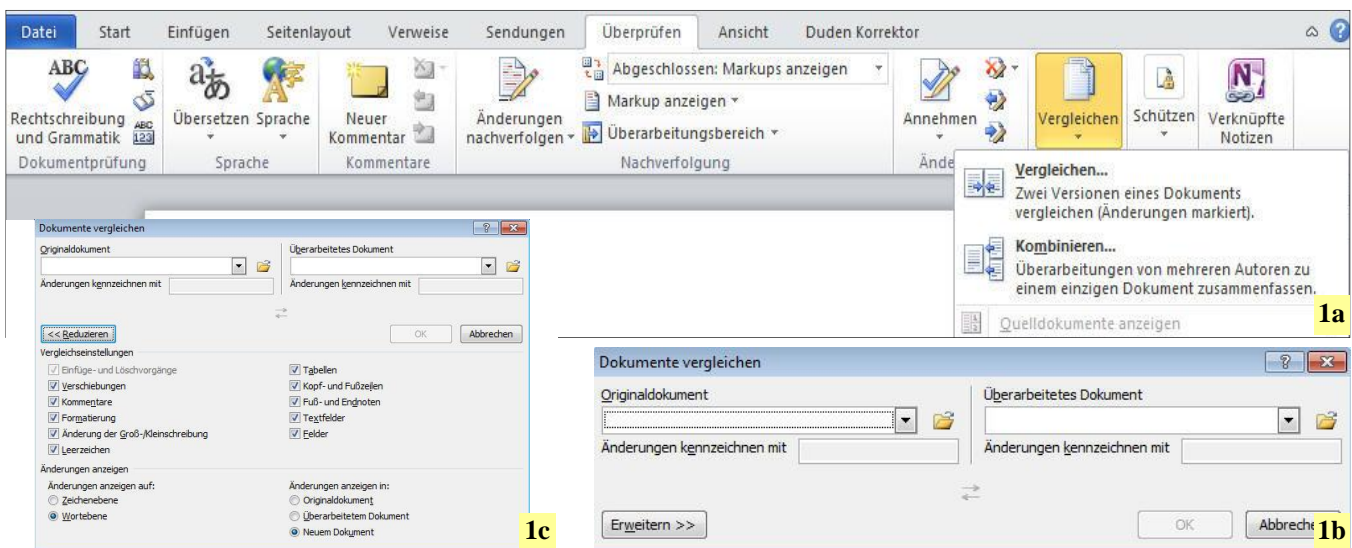 Datei Start Einfügen Seitenlayout Verweise Sendungen Überprüfen Ansicht Duden Korrektor
ABC
Rechtschreibung und Grammatik
ABC
123
Dokumentprüfung
Übersetzen
Sprache
Sprache
Neuer Kommentar
Kommentare
Änderungen nachverfolgen
Abgeschlossen: Markups anzeigen
Markup anzeigen
Überarbeitungsbereich
Nachverfolgung
Annehmen
Ände
Vergleichen
Schützen
Verknüpfte Notizen
Vergleichen...
Zwei Versionen eines Dokuments
vergleichen (Änderungen markiert).
Kombinieren...
Überarbeitungen von mehreren Autoren zu
einem einzigen Dokument zusammenfassen.
Quelldokumente anzeigen
1a
Dokumente vergleichen
Originaldokument Überarbeitetes Dokument
Änderungen kennzeichnen mit Änderungen kennzeichnen mit
<< Reduzieren OK Abbrechen
Vergleichseinstellungen
Einfüge- und Löschvorgänge Tabellen
Verschiebungen Kopf- und Fußzeilen
Kommentare Fuß- und Endnoten
Formatierung Textfelder
Änderung der Groß-/Kleinschreibung Felder
Leerzeichen
Änderungen anzeigen
Änderungen anzeigen auf: Änderungen anzeigen in:
Zeichenebene Originaldokument
Wortebene Überarbeitetem Dokument
Neuem Dokument
1c
Dokumente vergleichen
Originaldokument Überarbeitetes Dokument
Änderungen kennzeichnen mit Änderungen kennzeichnen mit
Erweitern >> OK Abbreche
1b